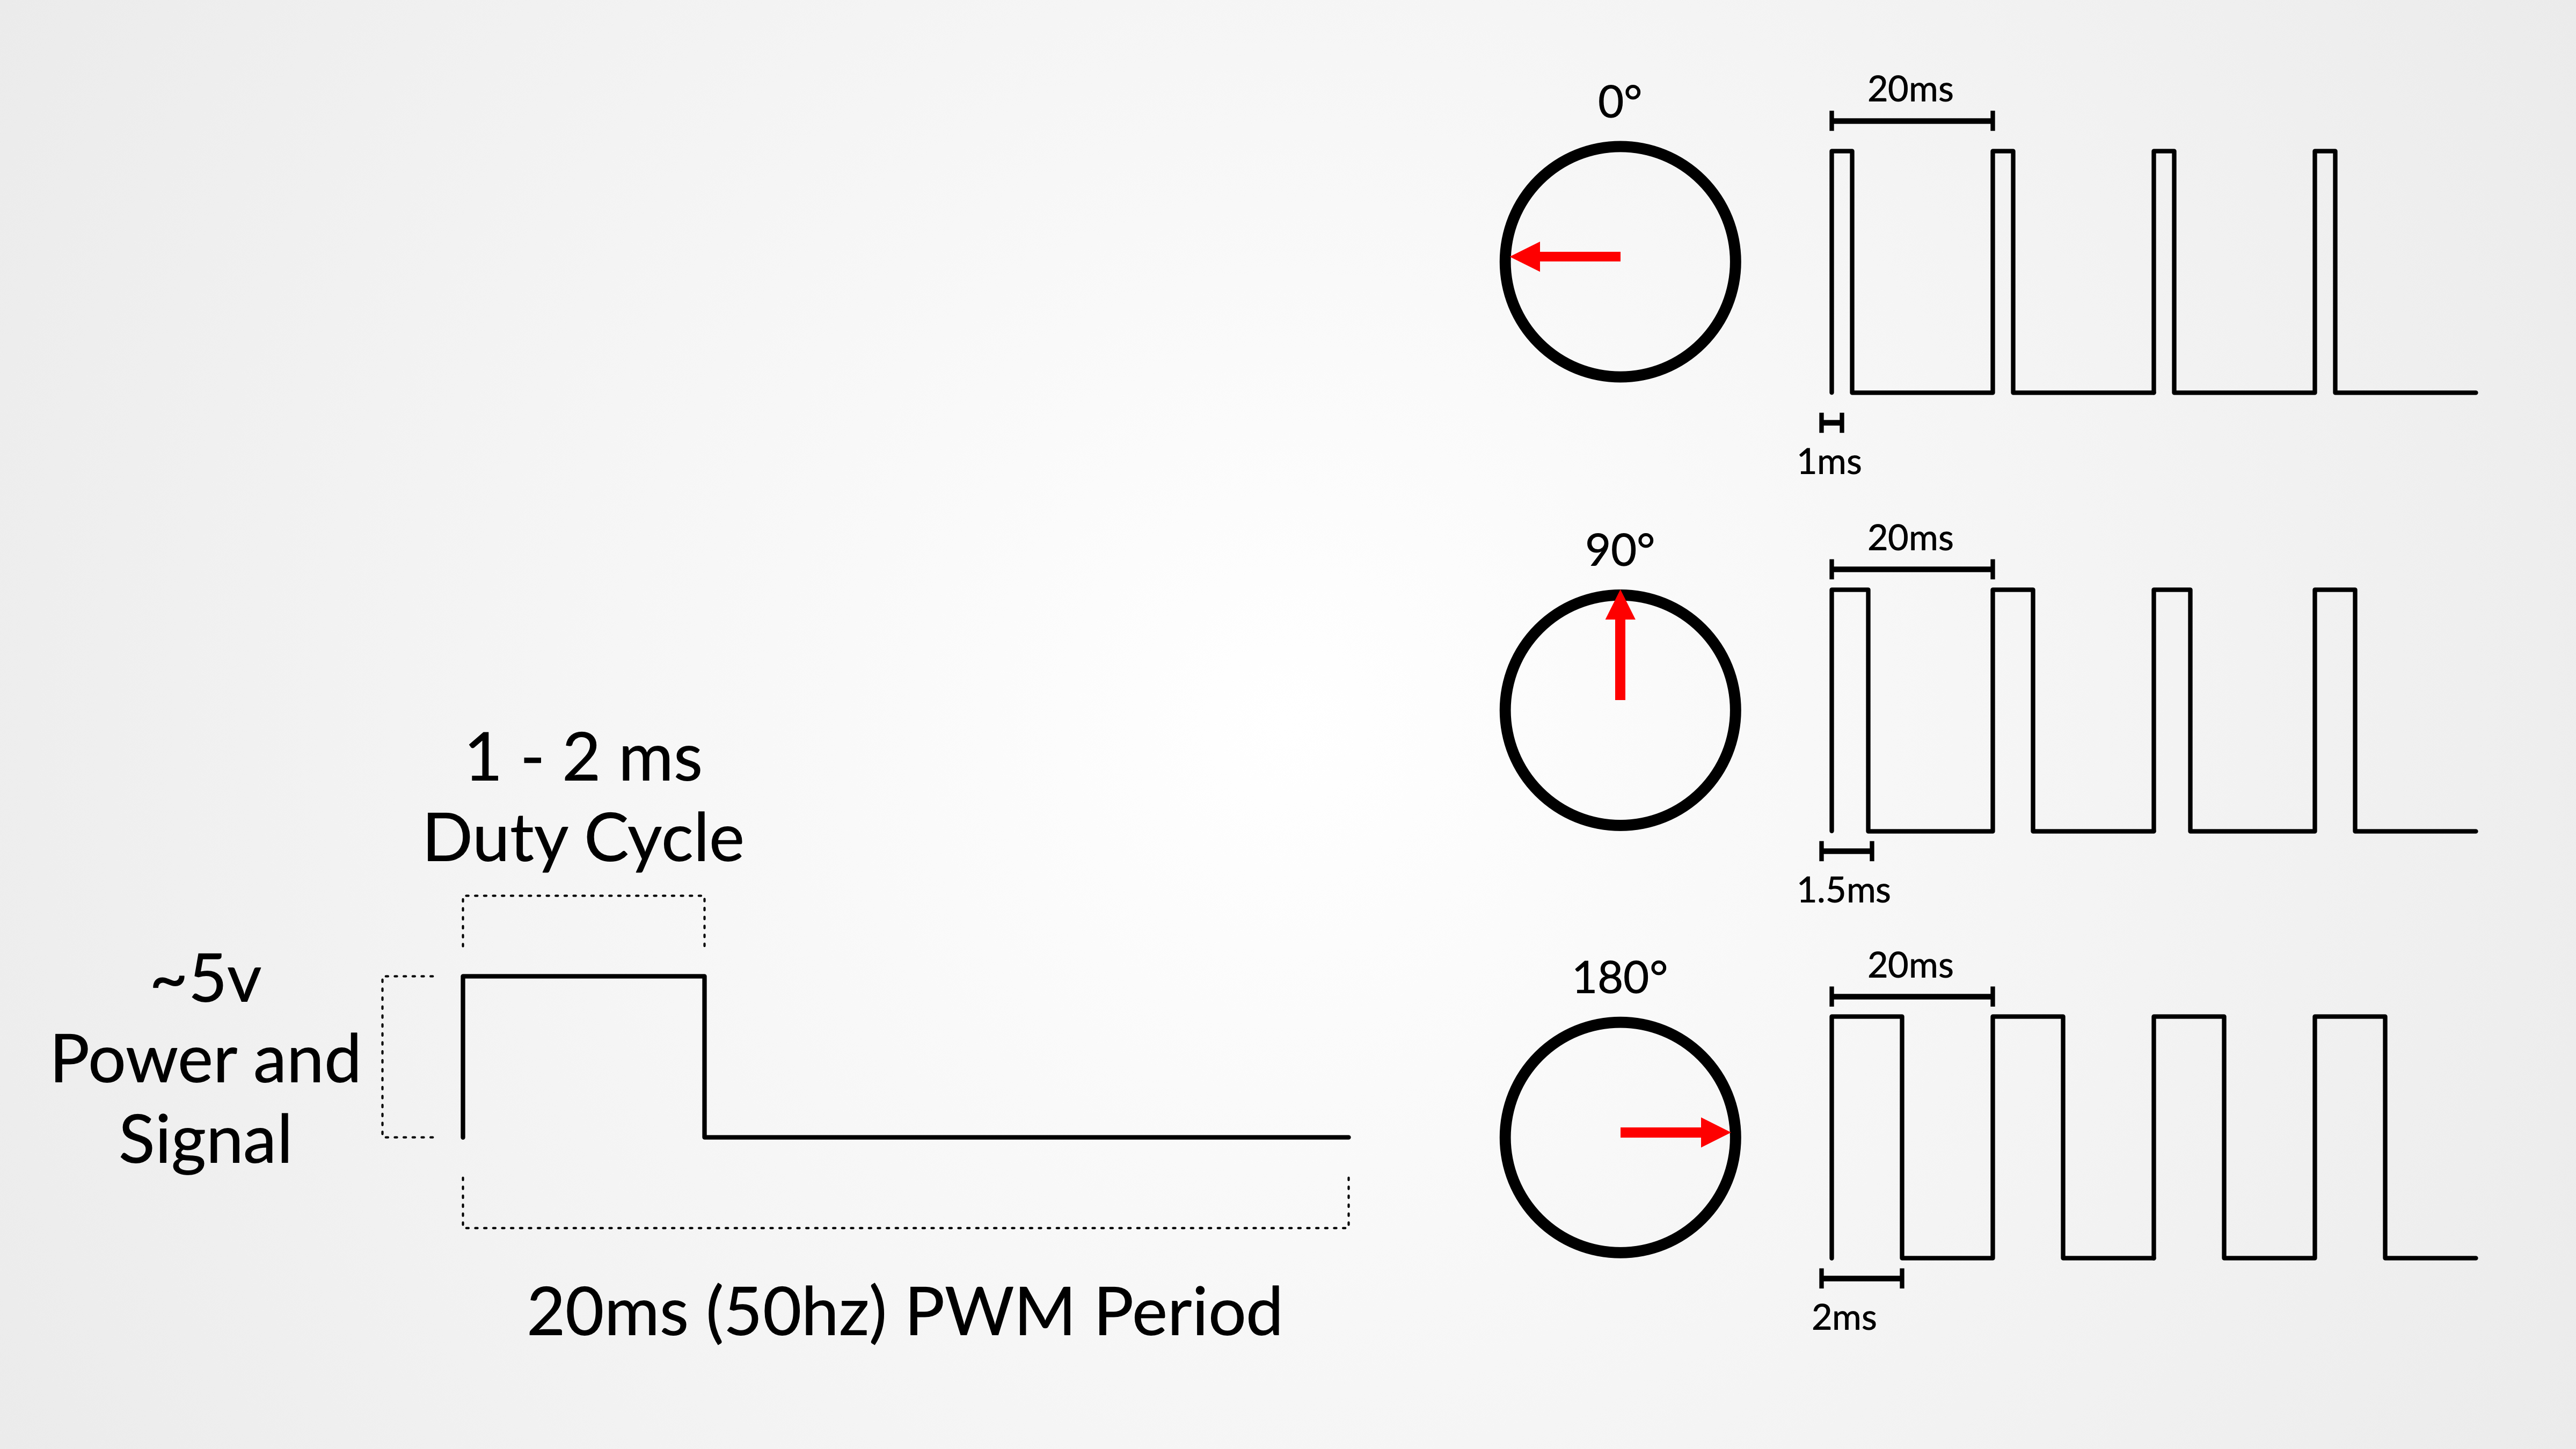 1 - 2 ms
Duty Cycle
~5v
Power and
Signal
20ms (50hz) PWM Period
0°
20ms
1ms
90°
20ms
1.5ms
180°
20ms
2ms